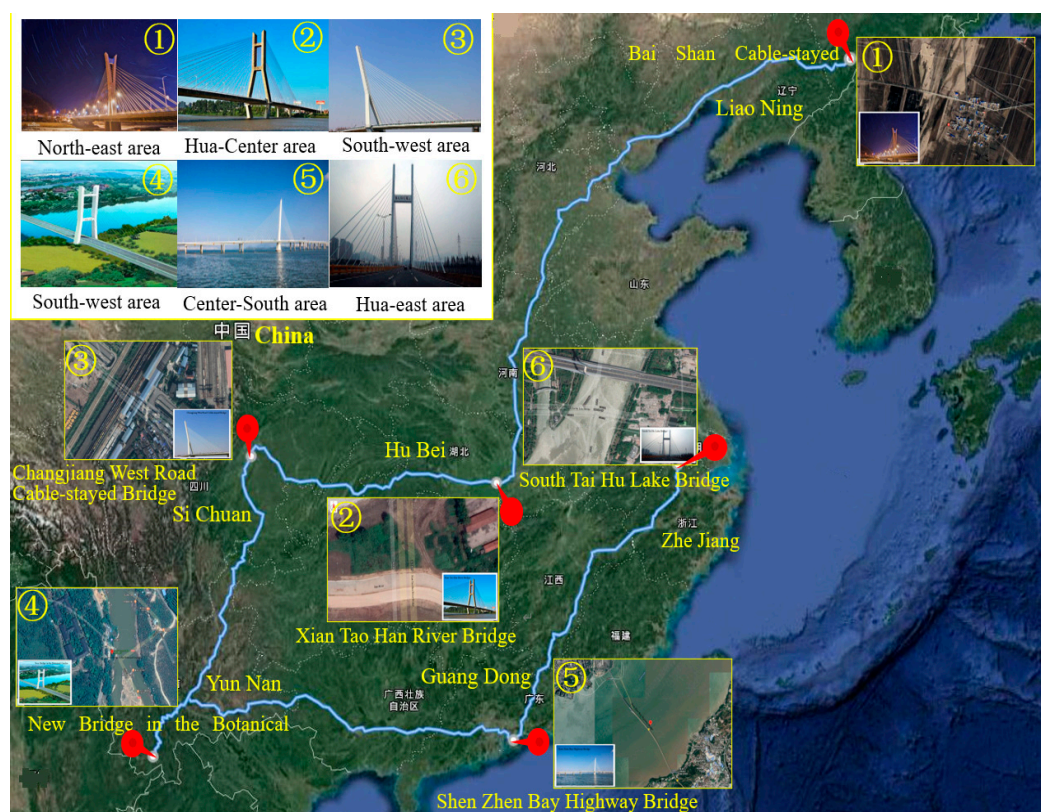 ①
②
③
North-east area
Hua-Center area
South-west area
④
⑤
⑥
South-west area
Center-South area
Hua-east area
Bai Shan Cable-stayed
①
辽宁
Liao Ning
河北
山东
中国
China
③
河南
⑥
Hu Bei
湖北
Changjiang West Road
Cable-stayed Bridge
四川
Si Chuan
South Tai Hu Lake Bridge
②
浙江
Zhe Jiang
江西
④
Xian Tao Han River Bridge
福建
Yun Nan
Guang Dong
⑤
广西壮族
自治区
广东
New Bridge in the Botanical
Shen Zhen Bay Highway Bridge